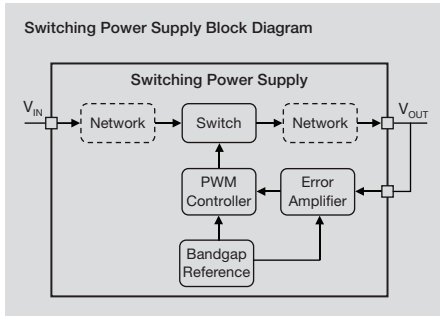 Switching Power Supply Block Diagram
Switching Power Supply
VIN
Network
Switch
Network
VOUT
PWM
Controller
Error
Amplifier
Bandgap
Reference